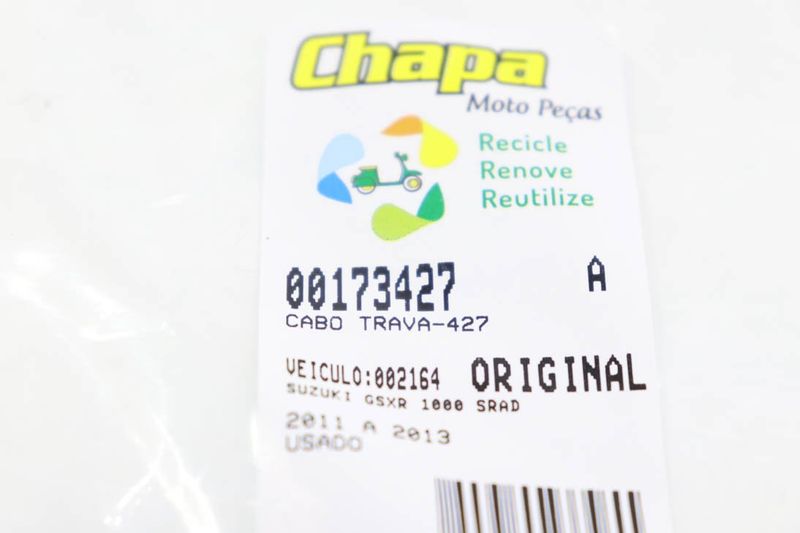 Chapa
Moto Peças
Recicle
Renove
Reutilize
00173427 A
CABO TRAVA-427
VEICULO:002164 ORIGINAL
SUZUKI GSXR 1000 SRAD
2011 A 2013
USADO